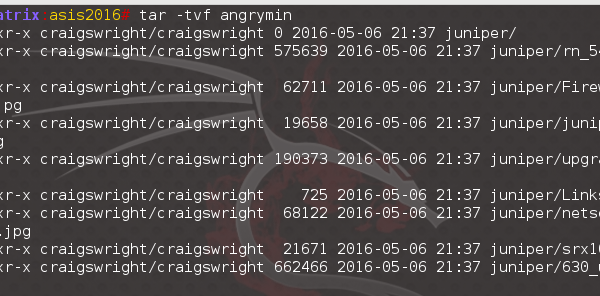 atrix asis2016# tar -tvf angrymin
xr-x craigswright/craigswright 0 2016-05-06 21:37 juniper/
xr-x craigswright/craigswright 575639 2016-05-06 21:37 juniper/rn_54
xr-x craigswright/craigswright 62711 2016-05-06 21:37 juniper/Firew
.jpg
xr-x craigswright/craigswright 19658 2016-05-06 21:37 juniper/junip
g
xr-x craigswright/craigswright 190373 2016-05-06 21:37 juniper/upgra
xr-x craigswright/craigswright 725 2016-05-06 21:37 juniper/Links
xr-x craigswright/craigswright 68122 2016-05-06 21:37 juniper/netsc
.jpg
xr-x craigswright/craigswright 21671 2016-05-06 21:37 juniper/srx10
xr-x craigswright/craigswright 662466 2016-05-06 21:37 juniper/630_